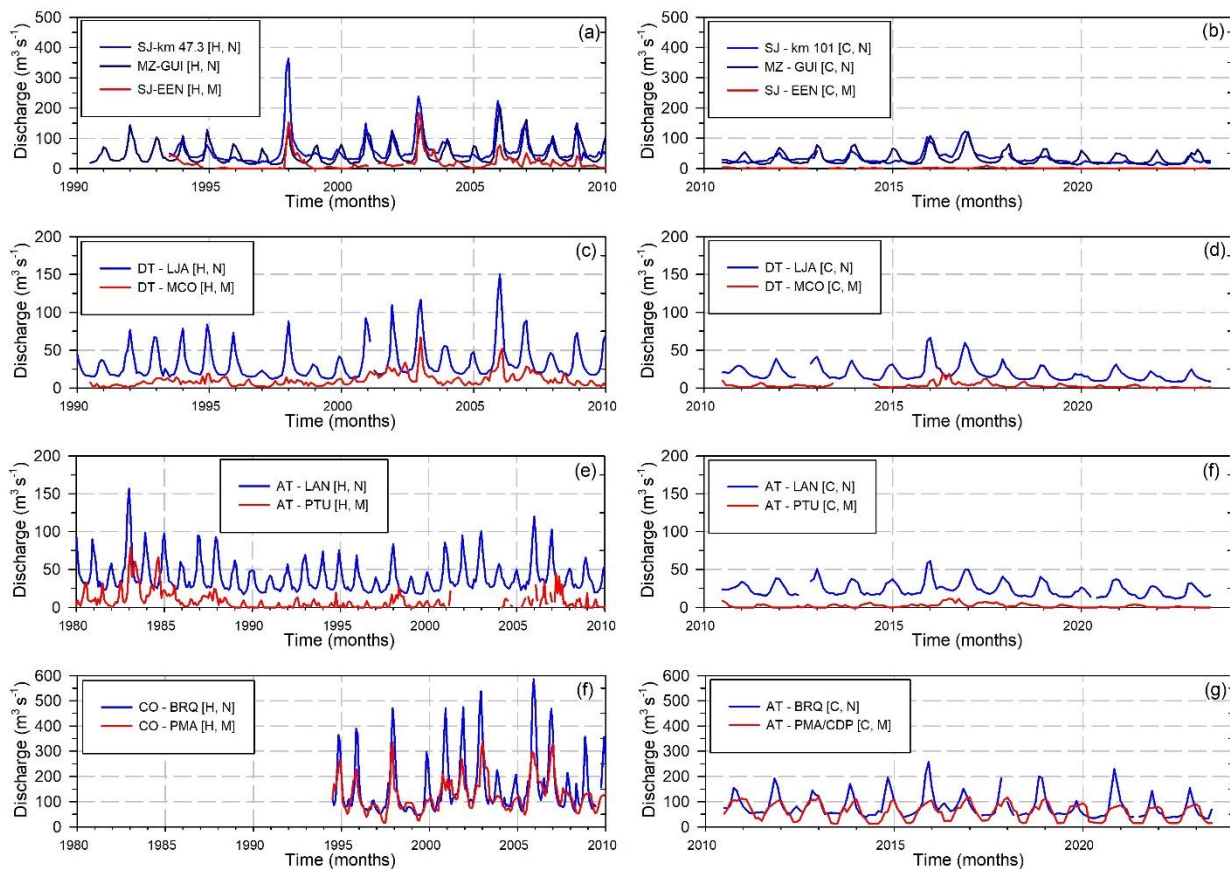 (a)
Discharge (m³ s⁻¹)
500
400
300
200
100
0
SJ-km 47.3 [H, N]
MZ-GUI [H, N]
SJ-EEN [H, M]
1990 1995 2000 2005 2010
Time (months)
(b)
Discharge (m³ s⁻¹)
500
400
300
200
100
0
SJ - km 101 [C, N]
MZ - GUI [C, N]
SJ - EEN [C, M]
2010 2015 2020
Time (months)
(c)
Discharge (m³ s⁻¹)
200
150
100
50
0
DT - LJA [H, N]
DT - MCO [H, M]
1990 1995 2000 2005 2010
Time (months)
(d)
Discharge (m³ s⁻¹)
200
150
100
50
0
DT - LJA [C, N]
DT - MCO [C, M]
2010 2015 2020
Time (months)
(e)
Discharge (m³ s⁻¹)
200
150
100
50
0
AT - LAN [H, N]
AT - PTU [H, M]
1980 1985 1990 1995 2000 2005 2010
Time (months)
(f)
Discharge (m³ s⁻¹)
200
150
100
50
0
AT - LAN [C, N]
AT - PTU [C, M]
2010 2015 2020
Time (months)
(f)
Discharge (m³ s⁻¹)
600
500
400
300
200
100
0
CO - BRQ [H, N]
CO - PMA [H, M]
1980 1982 1985 1988 1990 1992 1995 1998 2000 2002 2005 2008 2010
Time (months)
(g)
Discharge (m³ s⁻¹)
600
500
400
300
200
100
0
AT - BRQ [C, N]
AT - PMA/CDP [C, M]
2010 2015 2020
Time (months)